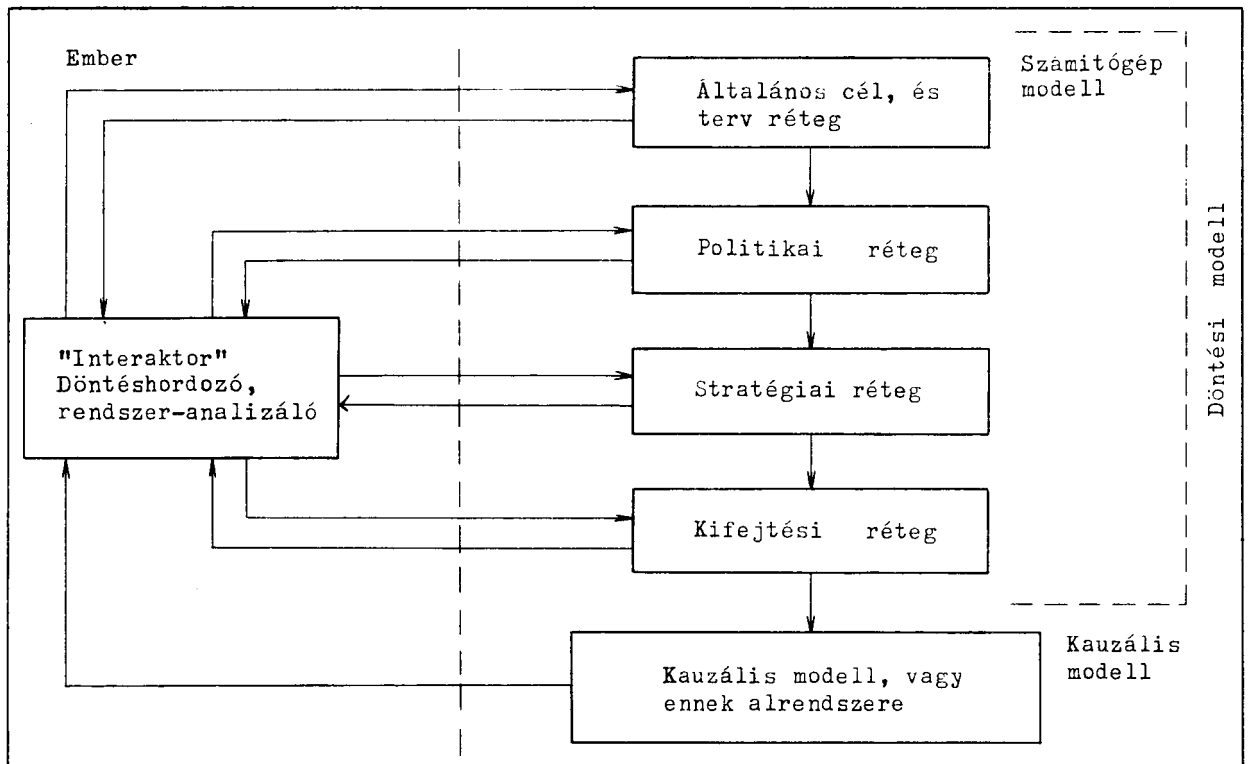 Ember
Számitógép
modell
Általános cél, és
terv réteg
Politikai réteg
Döntési modell
"Interaktor"
Döntéshordozó,
rendszer-analizáló
Stratégiai réteg
Kifejtési réteg
Kauzális
modell
Kauzális modell, vagy
ennek alrendszere